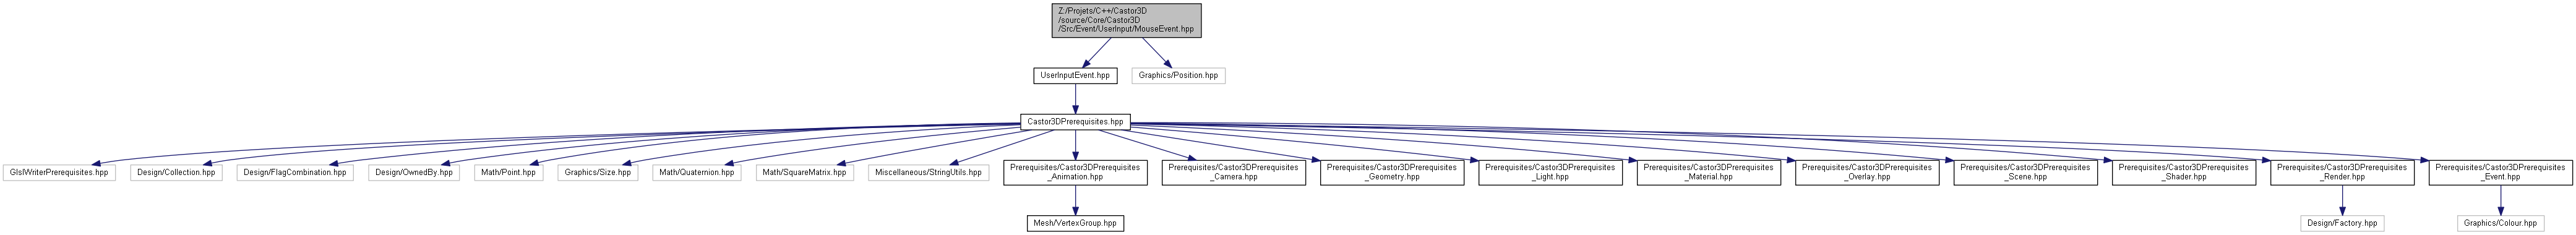 Z:/Projets/C++/Castor3D
/source/Core/Castor3D
/Src/Event/UserInput/MouseEvent.hpp
UserInputEvent.hpp
Graphics/Position.hpp
Castor3DPrerequisites.hpp
GlslWriterPrerequisites.hpp
Design/Collection.hpp
Design/FlagCombination.hpp
Design/OwnedBy.hpp
Math/Point.hpp
Graphics/Size.hpp
Math/Quaternion.hpp
Math/SquareMatrix.hpp
Miscellaneous/StringUtils.hpp
Prerequisites/Castor3DPrerequisites
_Animation.hpp
Prerequisites/Castor3DPrerequisites
_Camera.hpp
Prerequisites/Castor3DPrerequisites
_Geometry.hpp
Prerequisites/Castor3DPrerequisites
_Light.hpp
Prerequisites/Castor3DPrerequisites
_Material.hpp
Prerequisites/Castor3DPrerequisites
_Overlay.hpp
Prerequisites/Castor3DPrerequisites
_Scene.hpp
Prerequisites/Castor3DPrerequisites
_Shader.hpp
Prerequisites/Castor3DPrerequisites
_Render.hpp
Prerequisites/Castor3DPrerequisites
_Event.hpp
Mesh/VertexGroup.hpp
Design/Factory.hpp
Graphics/Colour.hpp